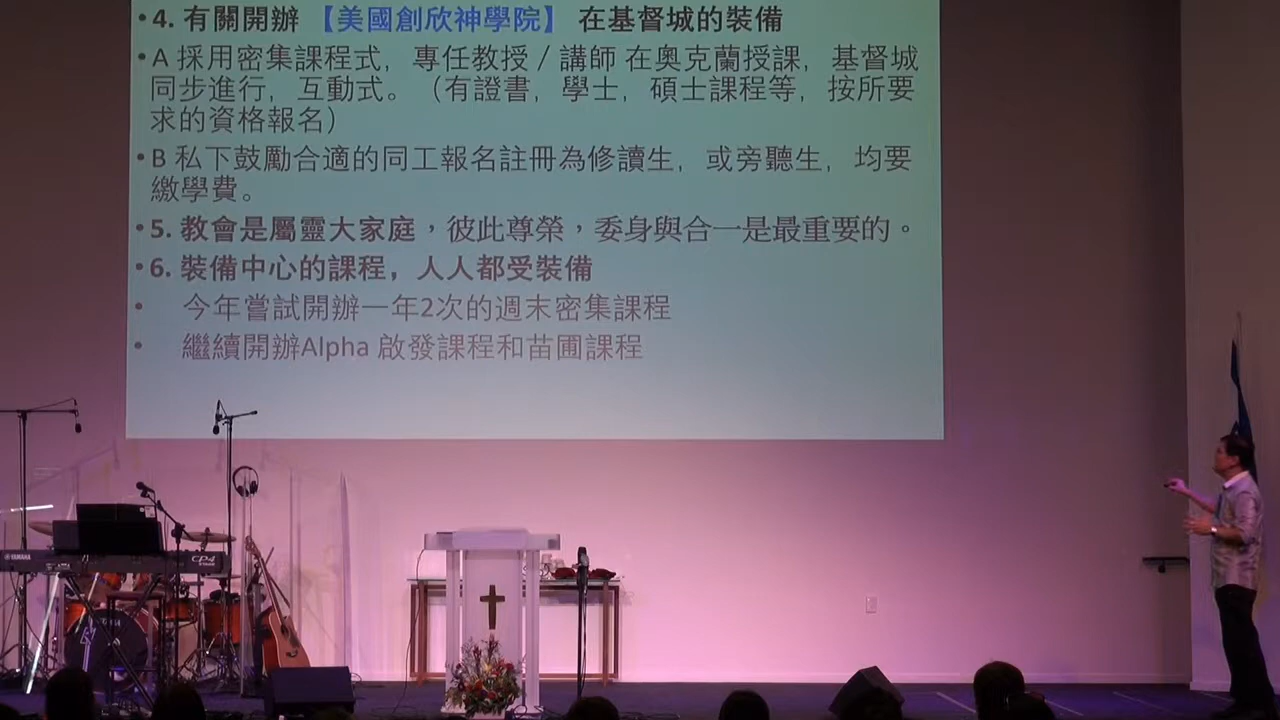 •4. 有關開辦【美國創欣神學院】 在基督城的裝備
•A 採用密集課程式，專任教授 / 講師 在奧克蘭授課，基督城
同步進行，互動式。（有證書，學士，碩士課程等，按所要
求的資格報名）
•B 私下鼓勵合適的同工報名註冊為修讀生，或旁聽生，均要
繳學費。
•5. 教會是屬靈大家庭，彼此尊榮，委身與合一是最重要的。
•6. 裝備中心的課程，人人都受裝備
• 今年嘗試開辦一年2次的週末密集課程
• 繼續開辦Alpha 啟發課程和苗圃課程
YAMAHA
CP4